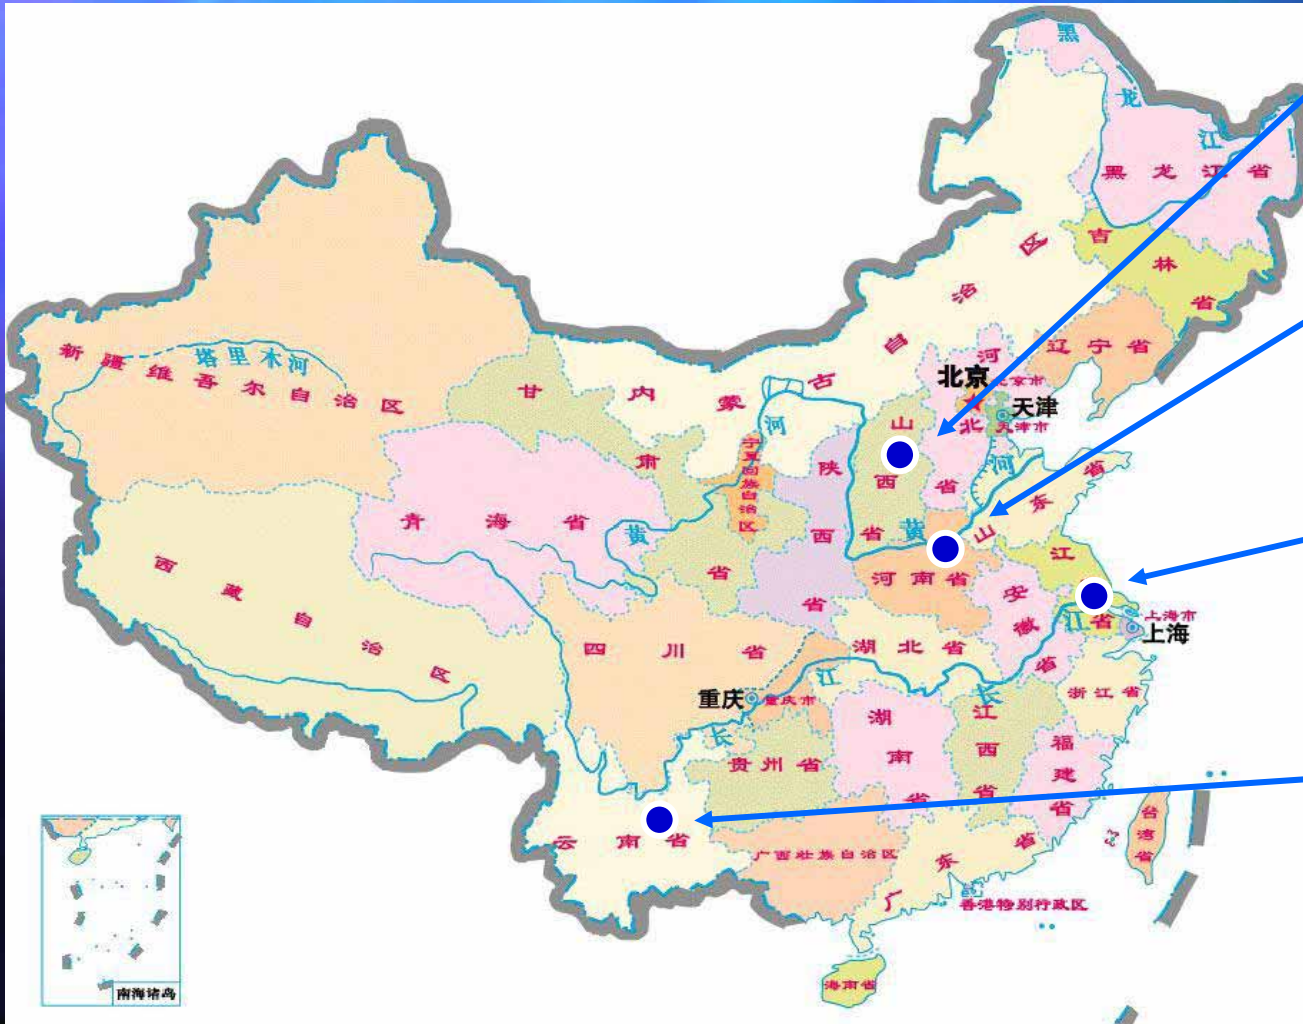 黑
龙
江
黑龙江省
吉
林
省
内蒙古自治区
辽宁省
新疆维吾尔自治区
塔里木河
甘
肃
省
河
北
省
北京
北京市
天津
天津市
山
西
省
陕
西
省
宁夏回族自治区
河
河
黄
黄
青海省
山东省
河南省
江
江省
安
徽
省
上海市
上海
西藏自治区
四川省
湖北省
重庆
重庆市
江
长
长
浙江省
湖
南
省
江
西
省
福
建
省
贵州省
云南省
广西壮族自治区
广东省
台
湾
省
香港特别行政区
海南省
南海诸岛